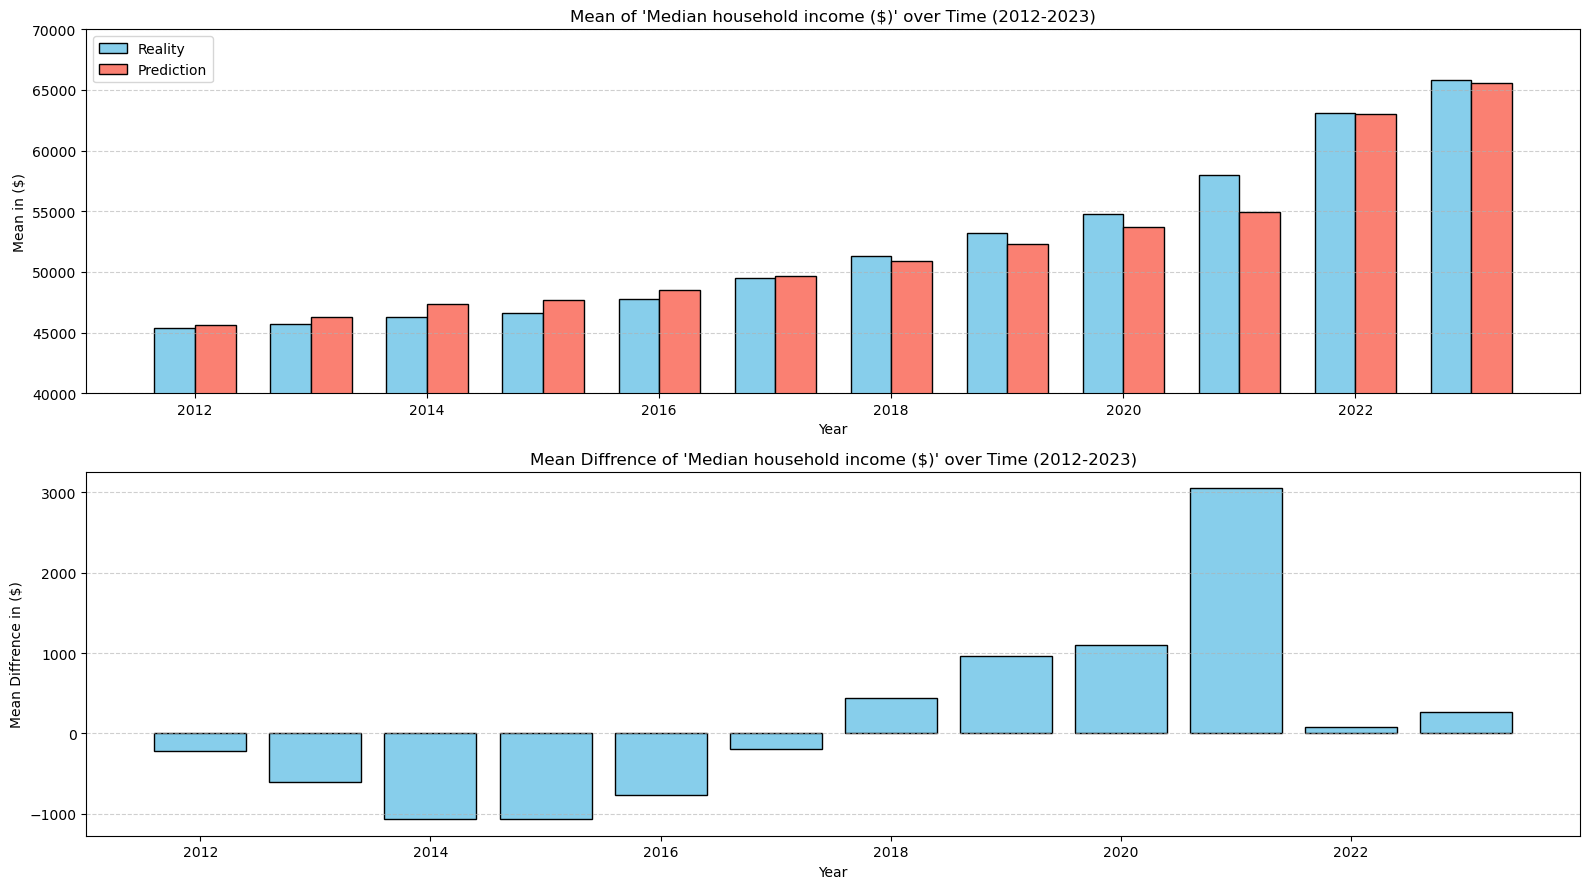 Mean of 'Median household income ($)' over Time (2012-2023)
Reality
Prediction
70000
65000
60000
55000
50000
45000
40000
Mean in ($)
2012 2014 2016 2018 2020 2022
Year
Mean Diffrence of 'Median household income ($)' over Time (2012-2023)
3000
2000
1000
0
−1000
Mean Diffrence in ($)
2012 2014 2016 2018 2020 2022
Year